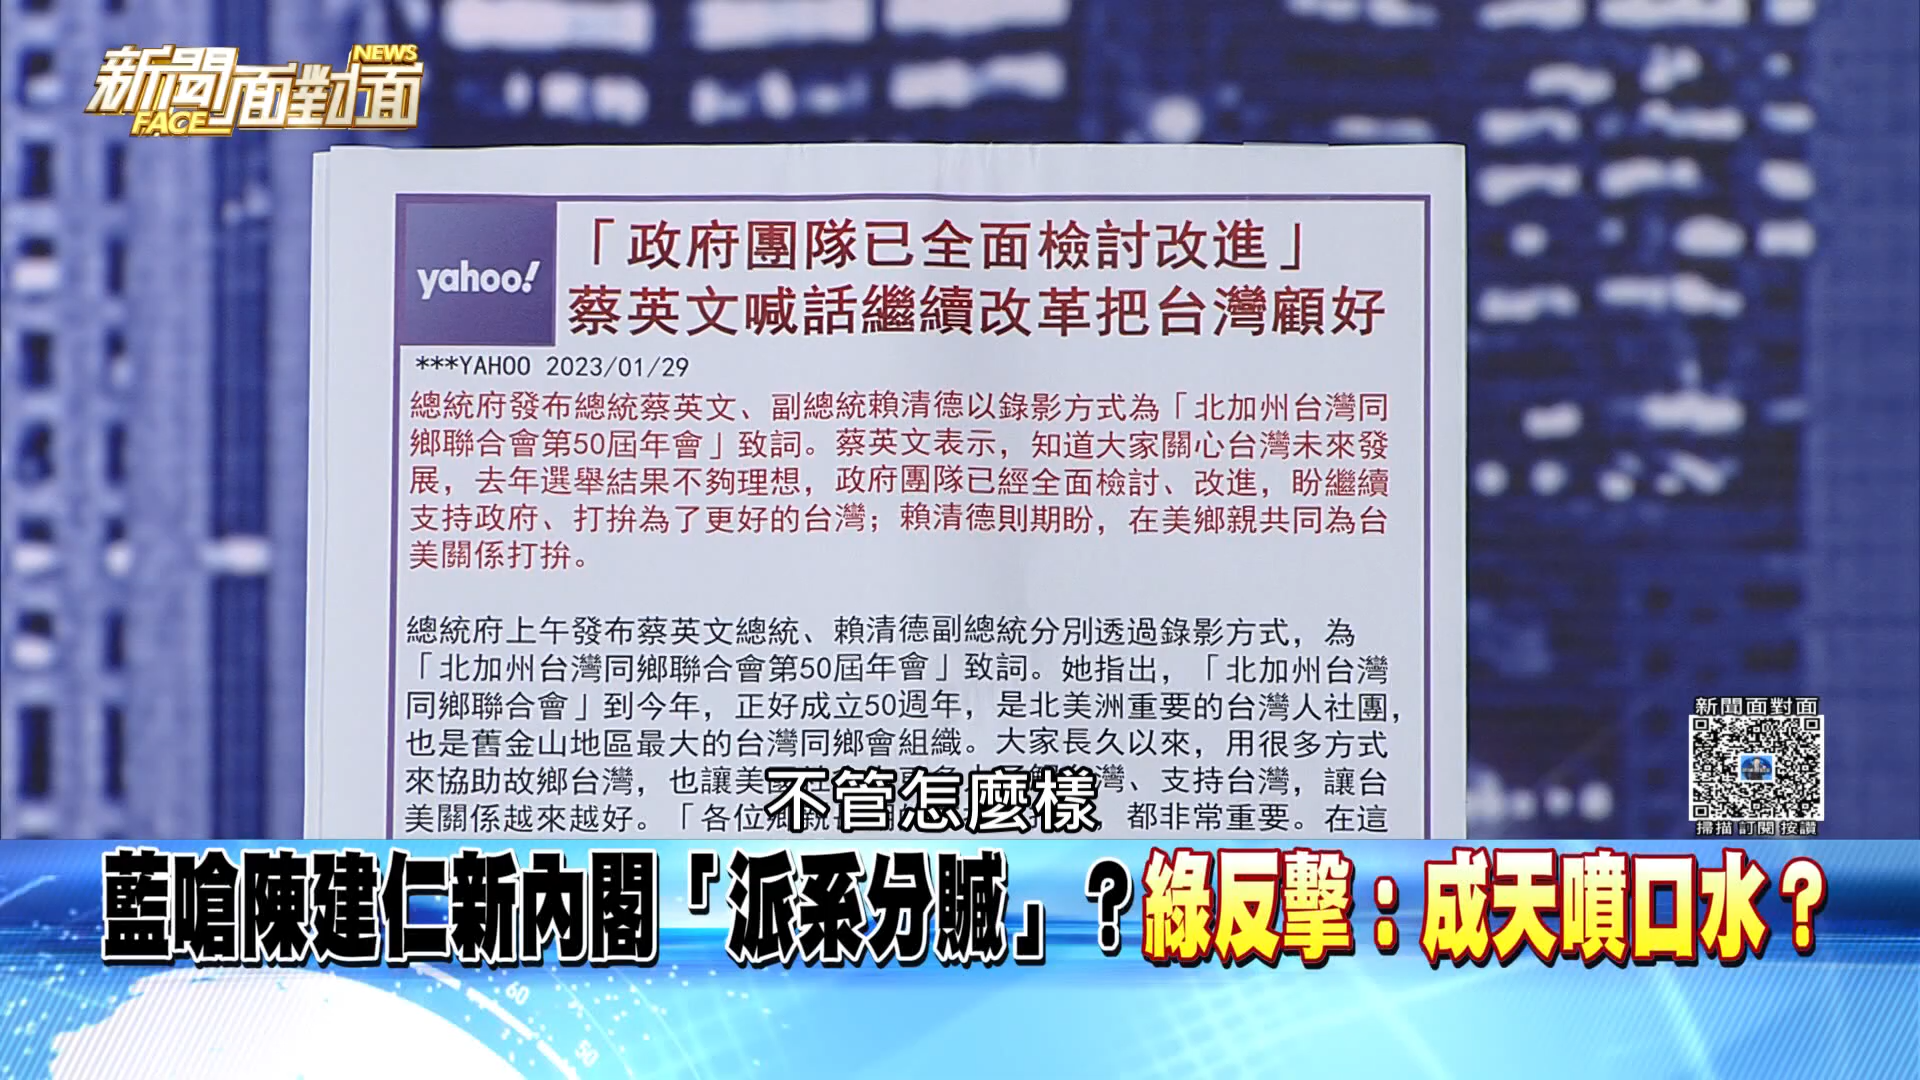 新聞面對面
NEWS
FACE
yahoo!
「政府團隊已全面檢討改進」
蔡英文喊話繼續改革把台灣顧好
***YAHOO 2023/01/29
總統府發布總統蔡英文、副總統賴清德以錄影方式為「北加州台灣同
鄉聯合會第50屆年會」致詞。蔡英文表示，知道大家關心台灣未來發
展，去年選舉結果不夠理想，政府團隊已經全面檢討、改進，盼繼續
支持政府、打拚為了更好的台灣；賴清德則期盼，在美鄉親共同為台
美關係打拚。
總統府上午發布蔡英文總統、賴清德副總統分別透過錄影方式，為
「北加州台灣同鄉聯合會第50屆年會」致詞。她指出，「北加州台灣
同鄉聯合會」到今年，正好成立50週年，是北美洲重要的台灣人社團，
也是舊金山地區最大的台灣同鄉會組織。大家長久以來，用很多方式
來協助故鄉台灣，也讓美國 灣、支持台灣，讓台
美關係越來越好。「各位鄉親 ，都非常重要。在這
不管怎麼樣
新聞面對面
掃描 訂閱 按讚
藍嗆陳建仁新內閣「派系分贓」？綠反擊：成天噴口水？
60
50